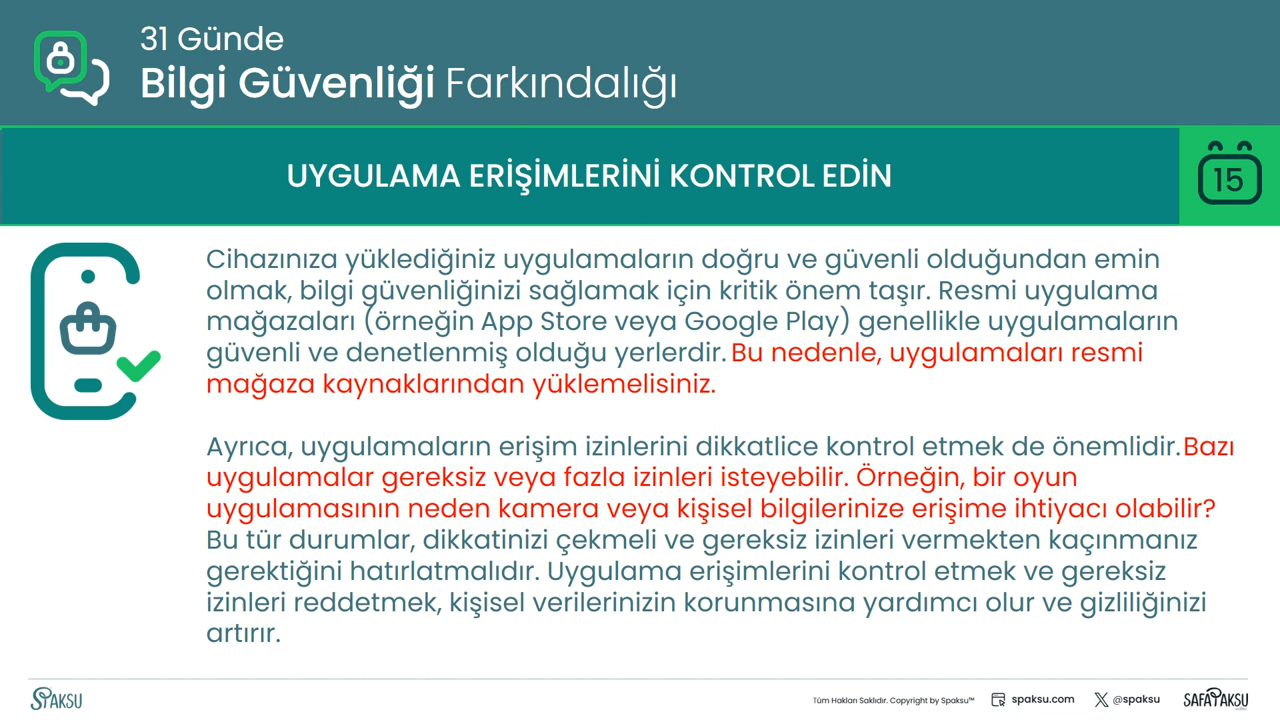 31 Günde
Bilgi Güvenliği Farkındalığı
UYGULAMA ERİŞİMLERİNİ KONTROL EDİN
15
Cihazınıza yüklediğiniz uygulamaların doğru ve güvenli olduğundan emin
olmak, bilgi güvenliğinizi sağlamak için kritik önem taşır. Resmi uygulama
mağazaları (örneğin App Store veya Google Play) genellikle uygulamaların
güvenli ve denetlenmiş olduğu yerlerdir. Bu nedenle, uygulamaları resmi
mağaza kaynaklarından yüklemelisiniz.
Ayrıca, uygulamaların erişim izinlerini dikkatlice kontrol etmek de önemlidir. Bazı
uygulamalar gereksiz veya fazla izinleri isteyebilir. Örneğin, bir oyun
uygulamasının neden kamera veya kişisel bilgilerinize erişime ihtiyacı olabilir?
Bu tür durumlar, dikkatinizi çekmeli ve gereksiz izinleri vermekten kaçınmanız
gerektiğini hatırlatmalıdır. Uygulama erişimlerini kontrol etmek ve gereksiz
izinleri reddetmek, kişisel verilerinizin korunmasına yardımcı olur ve gizliliğinizi
artırır.
SPAKSU
Tüm Hakları Saklıdır. Copyright by Spaksu™
spaksu.com
@spaksu
SAFA PAKSU